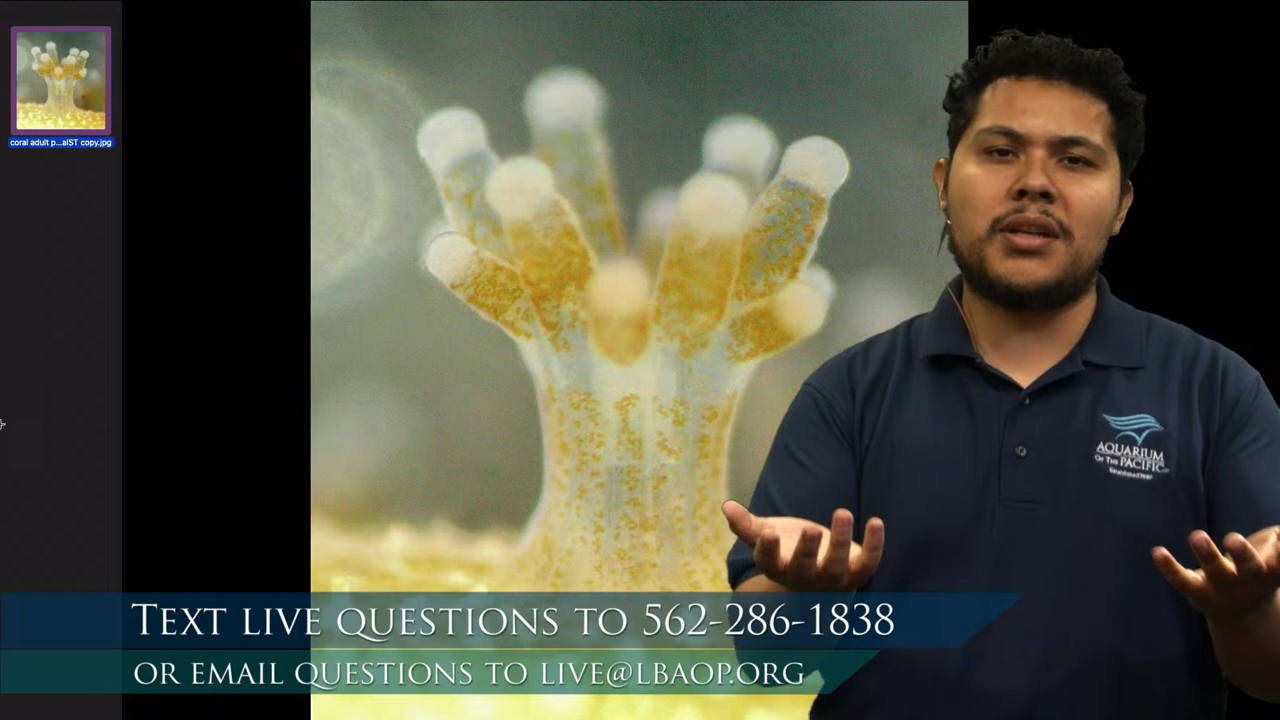 coral adult p...alST copy.jpg
AQUARIUM
OF THE PACIFIC
TEXT LIVE QUESTIONS TO 562-286-1838
OR EMAIL QUESTIONS TO LIVE@LBAOP.ORG